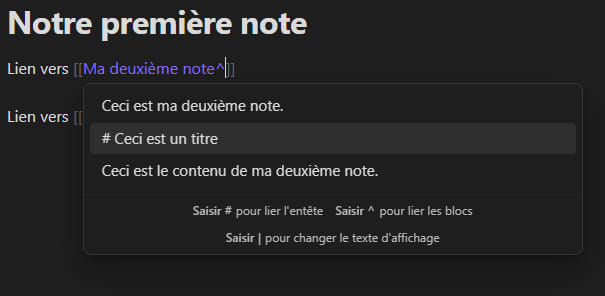 Notre première note
Lien vers [[Ma deuxième note^]]
Ceci est ma deuxième note.
Lien vers [[
# Ceci est un titre
Ceci est le contenu de ma deuxième note.
Saisir # pour lier l'entête Saisir ^ pour lier les blocs
Saisir | pour changer le texte d'affichage